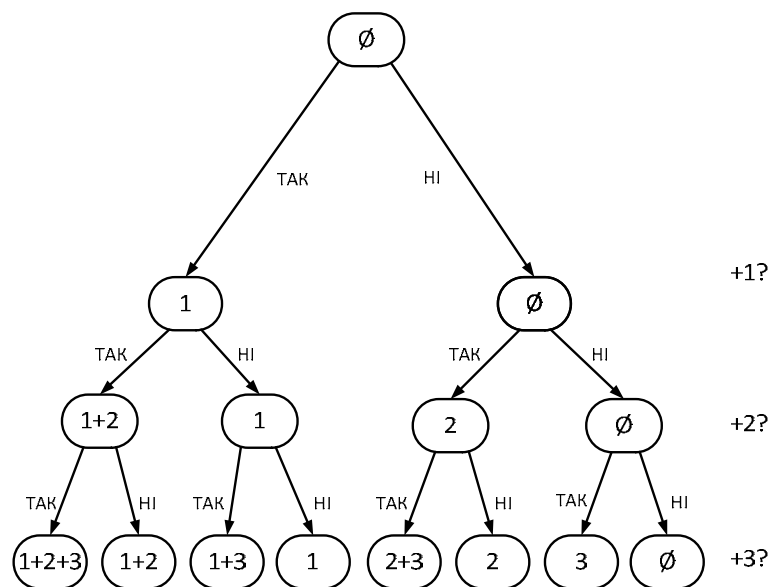 Ø
ТАК НІ
+1?
1 Ø
ТАК НІ ТАК НІ
1+2 1 2 Ø +2?
ТАК НІ ТАК НІ ТАК НІ ТАК НІ
1+2+3 1+2 1+3 1 2+3 2 3 Ø +3?